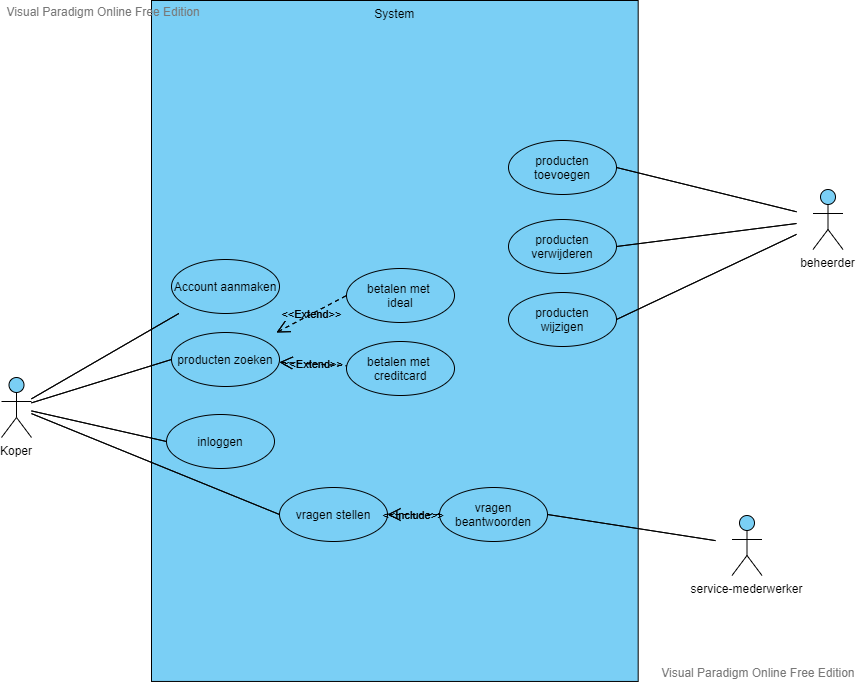 Visual Paradigm Online Free Edition
System
producten
toevoegen
beheerder
producten
verwijderen
Account aanmaken
betalen met
ideal
<<Extend>>
producten
wijzigen
producten zoeken
<<Extend>>
betalen met
creditcard
Koper
inloggen
vragen stellen
<<Include>>
vragen
beantwoorden
service-mederwerker
Visual Paradigm Online Free Edition